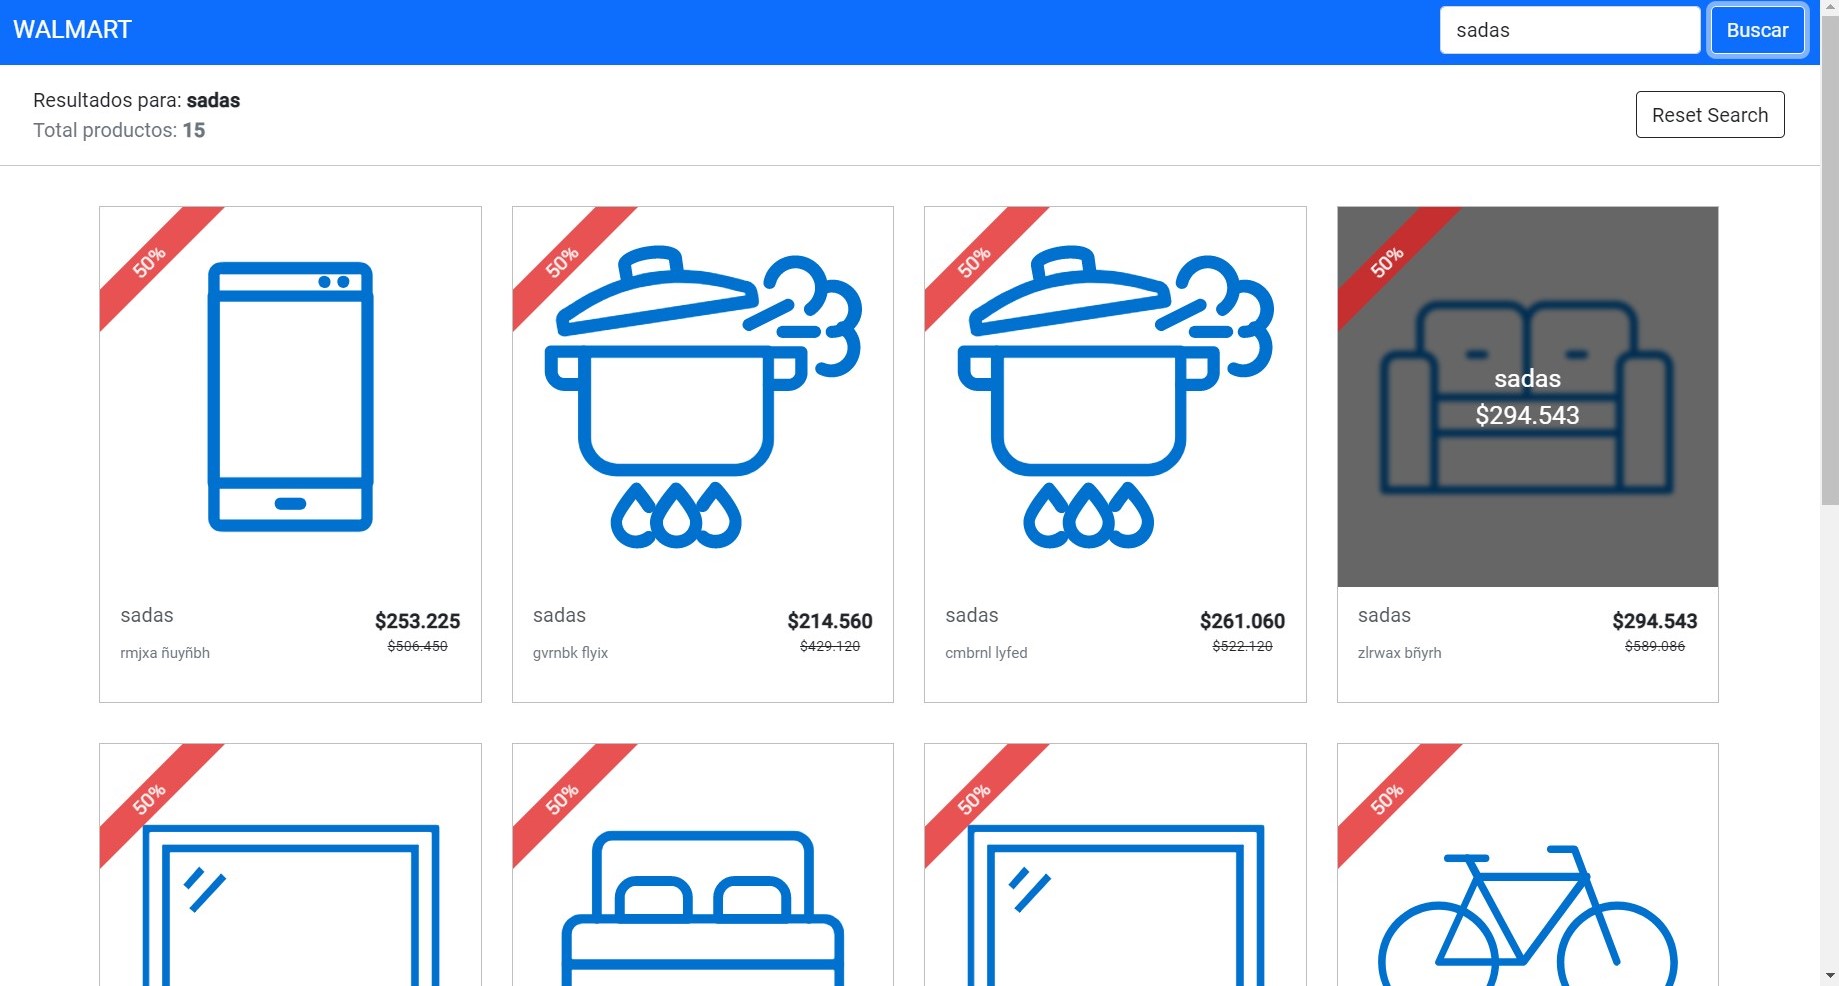 WALMART
sadas
Buscar
Resultados para: sadas
Total productos: 15
Reset Search
50%
50%
50%
50%
sadas
$294.543
sadas
$253.225
rmjxa ñuyñbh
$506.450
sadas
$214.560
gvrnbk flyix
$429.120
sadas
$261.060
cmbrnl lyfed
$522.120
sadas
$294.543
zlrwax bñyrh
$589.086
50%
50%
50%
50%